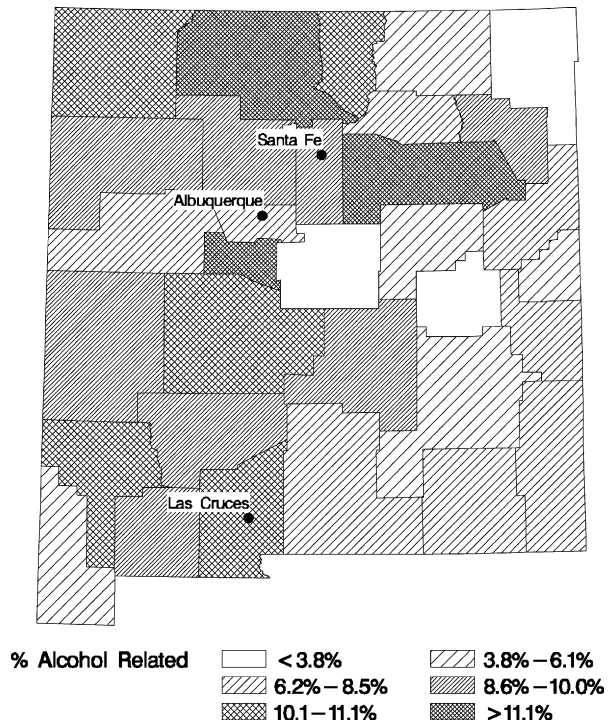 Santa Fe
Albuquerque
Las Cruces
% Alcohol Related
<3.8%
3.8%–6.1%
6.2%–8.5%
8.6%–10.0%
10.1–11.1%
>11.1%